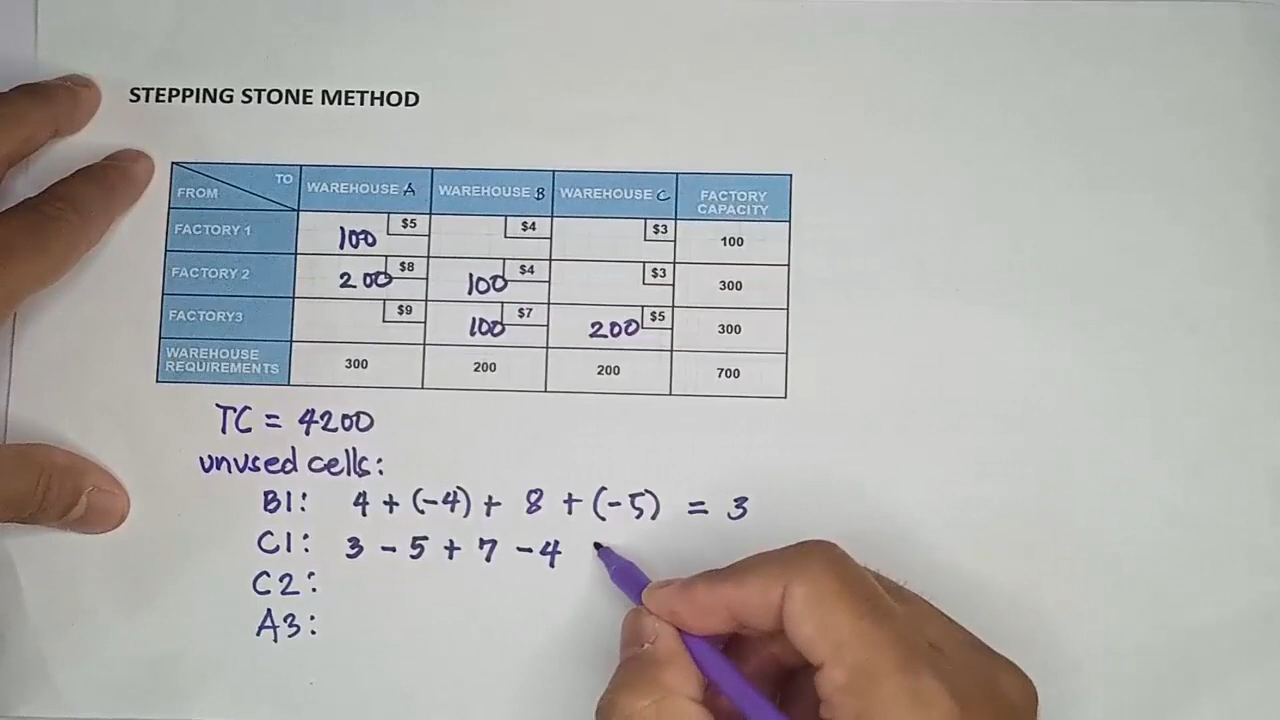 STEPPING STONE METHOD
TO
FROM
WAREHOUSE A
WAREHOUSE B
WAREHOUSE C
FACTORY CAPACITY
FACTORY 1
100 $5
$4
$3
100
FACTORY 2
200 $8
100 $4
$3
300
FACTORY3
$9
100 $7
200 $5
300
WAREHOUSE REQUIREMENTS
300
200
200
700
TC = 4200
unused cells:
B1: 4 + (-4) + 8 + (-5) = 3
C1: 3 - 5 + 7 - 4
C2:
A3: